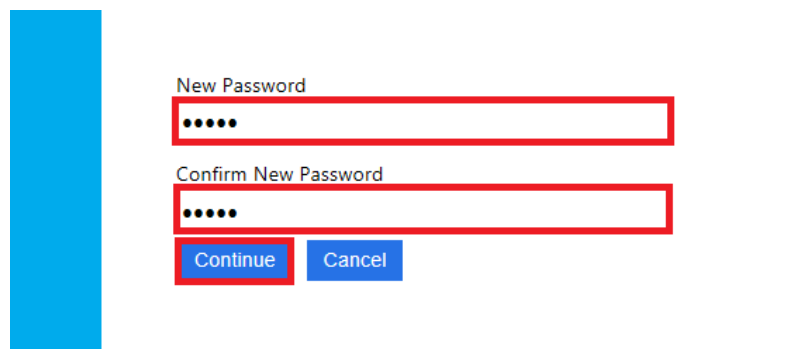 New Password
•••••
Confirm New Password
•••••
Continue Cancel